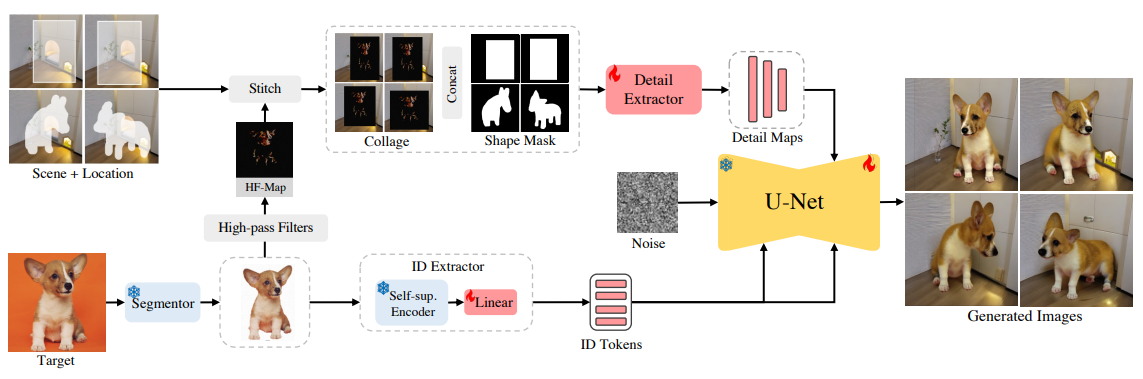 Scene + Location
Stitch
HF-Map
High-pass Filters
Collage
Concat
Shape Mask
Detail
Extractor
Detail Maps
Target
Segmentor
ID Extractor
Self-sup.
Encoder
Linear
ID Tokens
Noise
U-Net
Generated Images